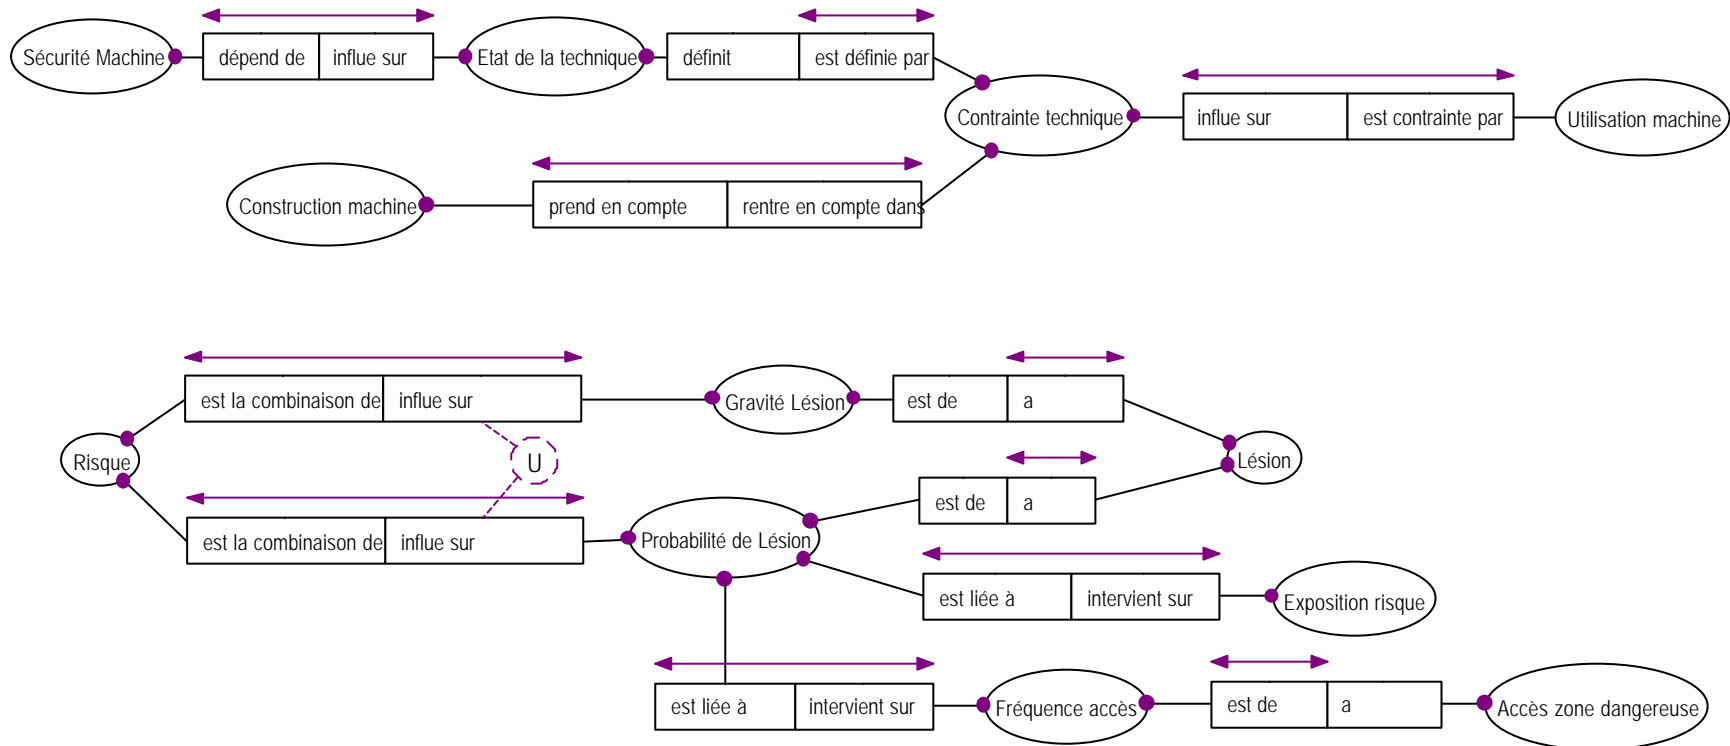 Sécurité Machine
dépend de
influe sur
Etat de la technique
définit
est définie par
Contrainte technique
influe sur
est contrainte par
Utilisation machine
Construction machine
prend en compte
rentre en compte dans
est la combinaison de
influe sur
Gravité Lésion
est de
a
Risque
U
Lésion
est de
a
est la combinaison de
influe sur
Probabilité de Lésion
est liée à
intervient sur
Exposition risque
est liée à
intervient sur
Fréquence accès
est de
a
Accès zone dangereuse